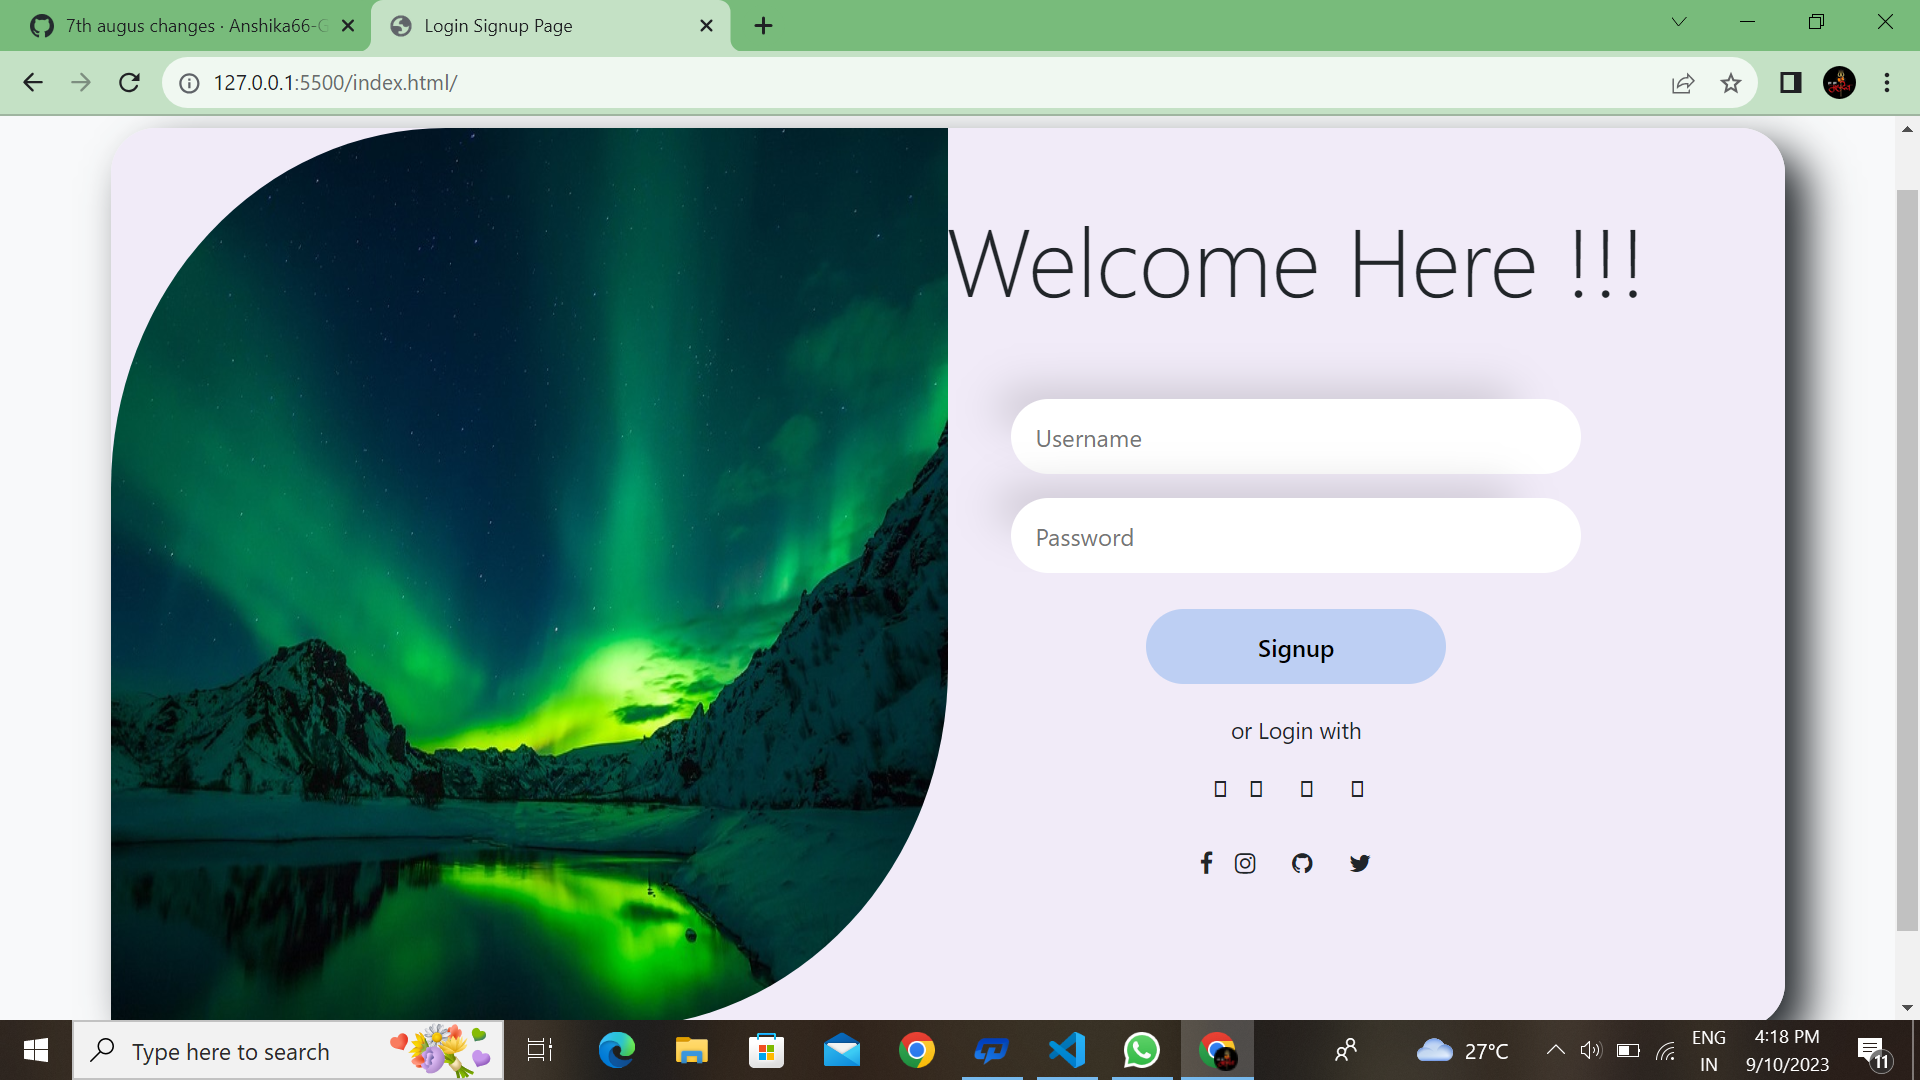 7th augus changes · Anshika66-G
Login Signup Page
127.0.0.1:5500/index.html/
Welcome Here !!!
Username
Password
Signup
or Login with
Type here to search
27°C
ENG
IN
4:18 PM
9/10/2023
11